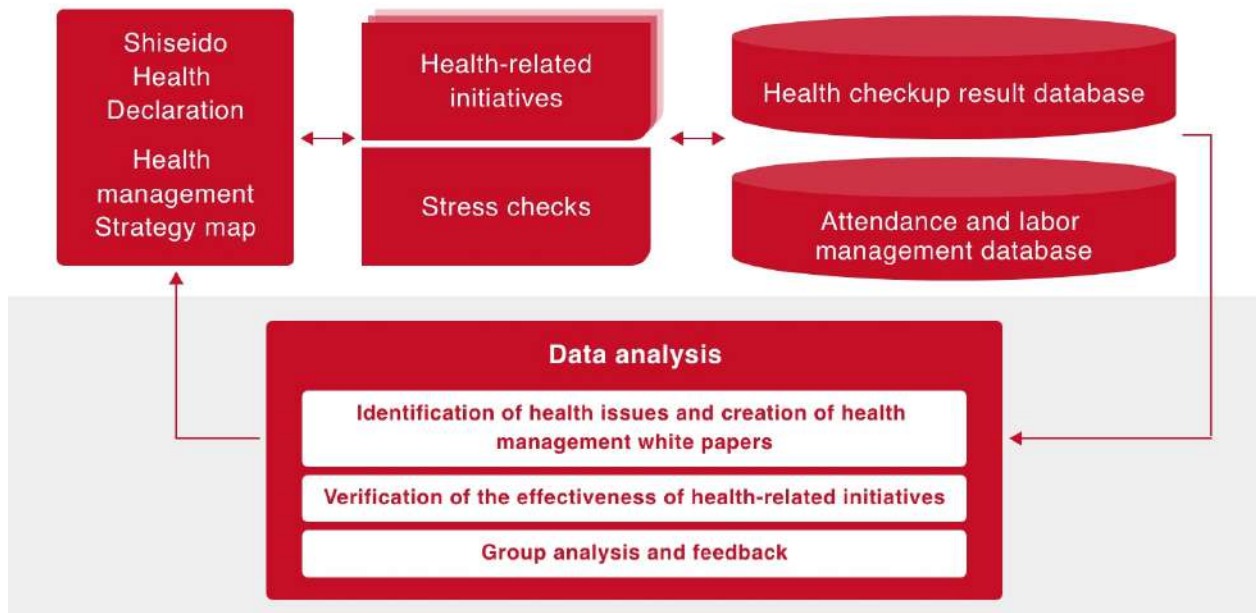 Shiseido
Health
Declaration
Health
management
Strategy map
Health-related
initiatives
Stress checks
Health checkup result database
Attendance and labor
management database
Data analysis
Identification of health issues and creation of health
management white papers
Verification of the effectiveness of health-related initiatives
Group analysis and feedback